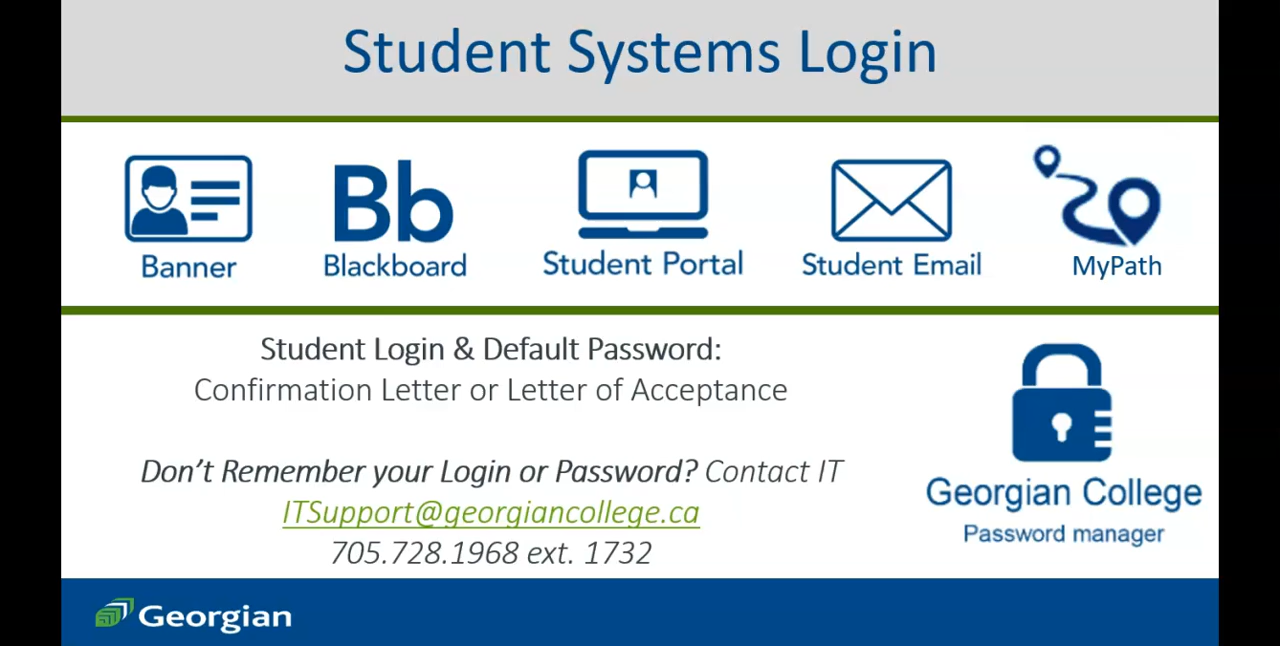 Student Systems Login
Bb
Banner
Blackboard
Student Portal
Student Email
MyPath
Student Login & Default Password:
Confirmation Letter or Letter of Acceptance
Don't Remember your Login or Password? Contact IT
ITSupport@georgiancollege.ca
705.728.1968 ext. 1732
Georgian College
Password manager
Georgian